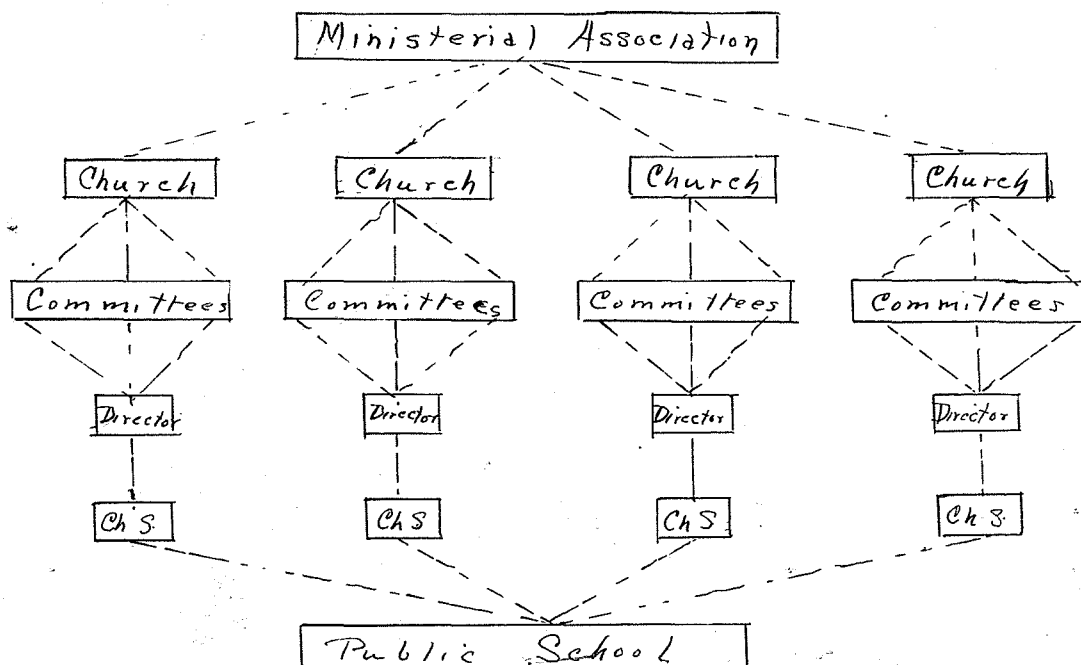 Ministerial Association
Church Church Church Church
Committees Committees Committees Committees
Director Director Director Director
Ch S. Ch S Ch S Ch S.
Public School